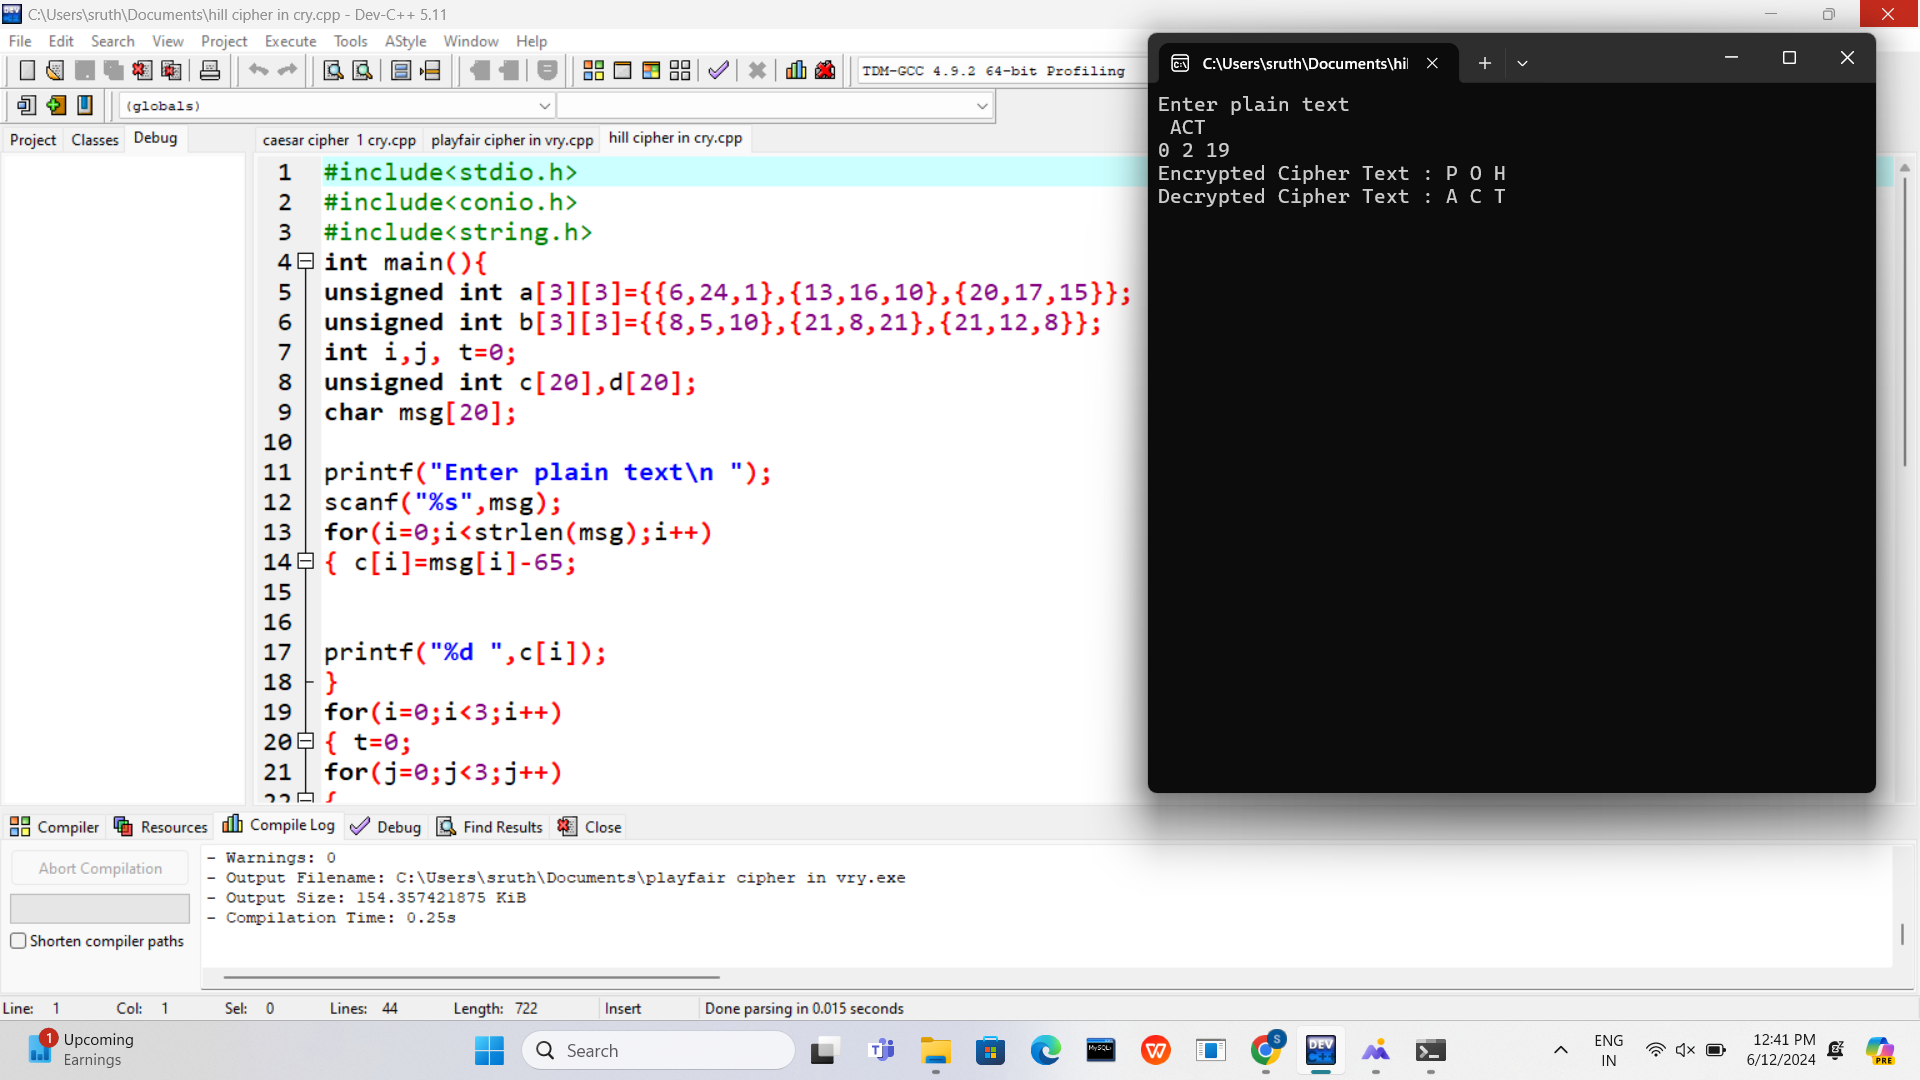 C:\Users\sruth\Documents\hill cipher in cry.cpp - Dev-C++ 5.11
File Edit Search View Project Execute Tools AStyle Window Help
TDM-GCC 4.9.2 64-bit Profiling
(globals)
Project Classes Debug
caesar cipher 1 cry.cpp playfair cipher in vry.cpp hill cipher in cry.cpp
1 #include<stdio.h>
2 #include<conio.h>
3 #include<string.h>
4 int main(){
5 unsigned int a[3][3]={{6,24,1},{13,16,10},{20,17,15}};
6 unsigned int b[3][3]={{8,5,10},{21,8,21},{21,12,8}};
7 int i,j, t=0;
8 unsigned int c[20],d[20];
9 char msg[20];
10
11 printf("Enter plain text\n ");
12 scanf("%s",msg);
13 for(i=0;i<strlen(msg);i++)
14 { c[i]=msg[i]-65;
15
16
17 printf("%d ",c[i]);
18 }
19 for(i=0;i<3;i++)
20 { t=0;
21 for(j=0;j<3;j++)
22 {
C:\Users\sruth\Documents\hil
Enter plain text
ACT
0 2 19
Encrypted Cipher Text : P O H
Decrypted Cipher Text : A C T
Compiler Resources Compile Log Debug Find Results Close
Abort Compilation
Shorten compiler paths
- Warnings: 0
- Output Filename: C:\Users\sruth\Documents\playfair cipher in vry.exe
- Output Size: 154.357421875 KiB
- Compilation Time: 0.25s
Line: 1 Col: 1 Sel: 0 Lines: 44 Length: 722 Insert Done parsing in 0.015 seconds
1 Upcoming
Earnings
Search
MySQL
S
DEV
ENG
IN
12:41 PM
6/12/2024
PRE